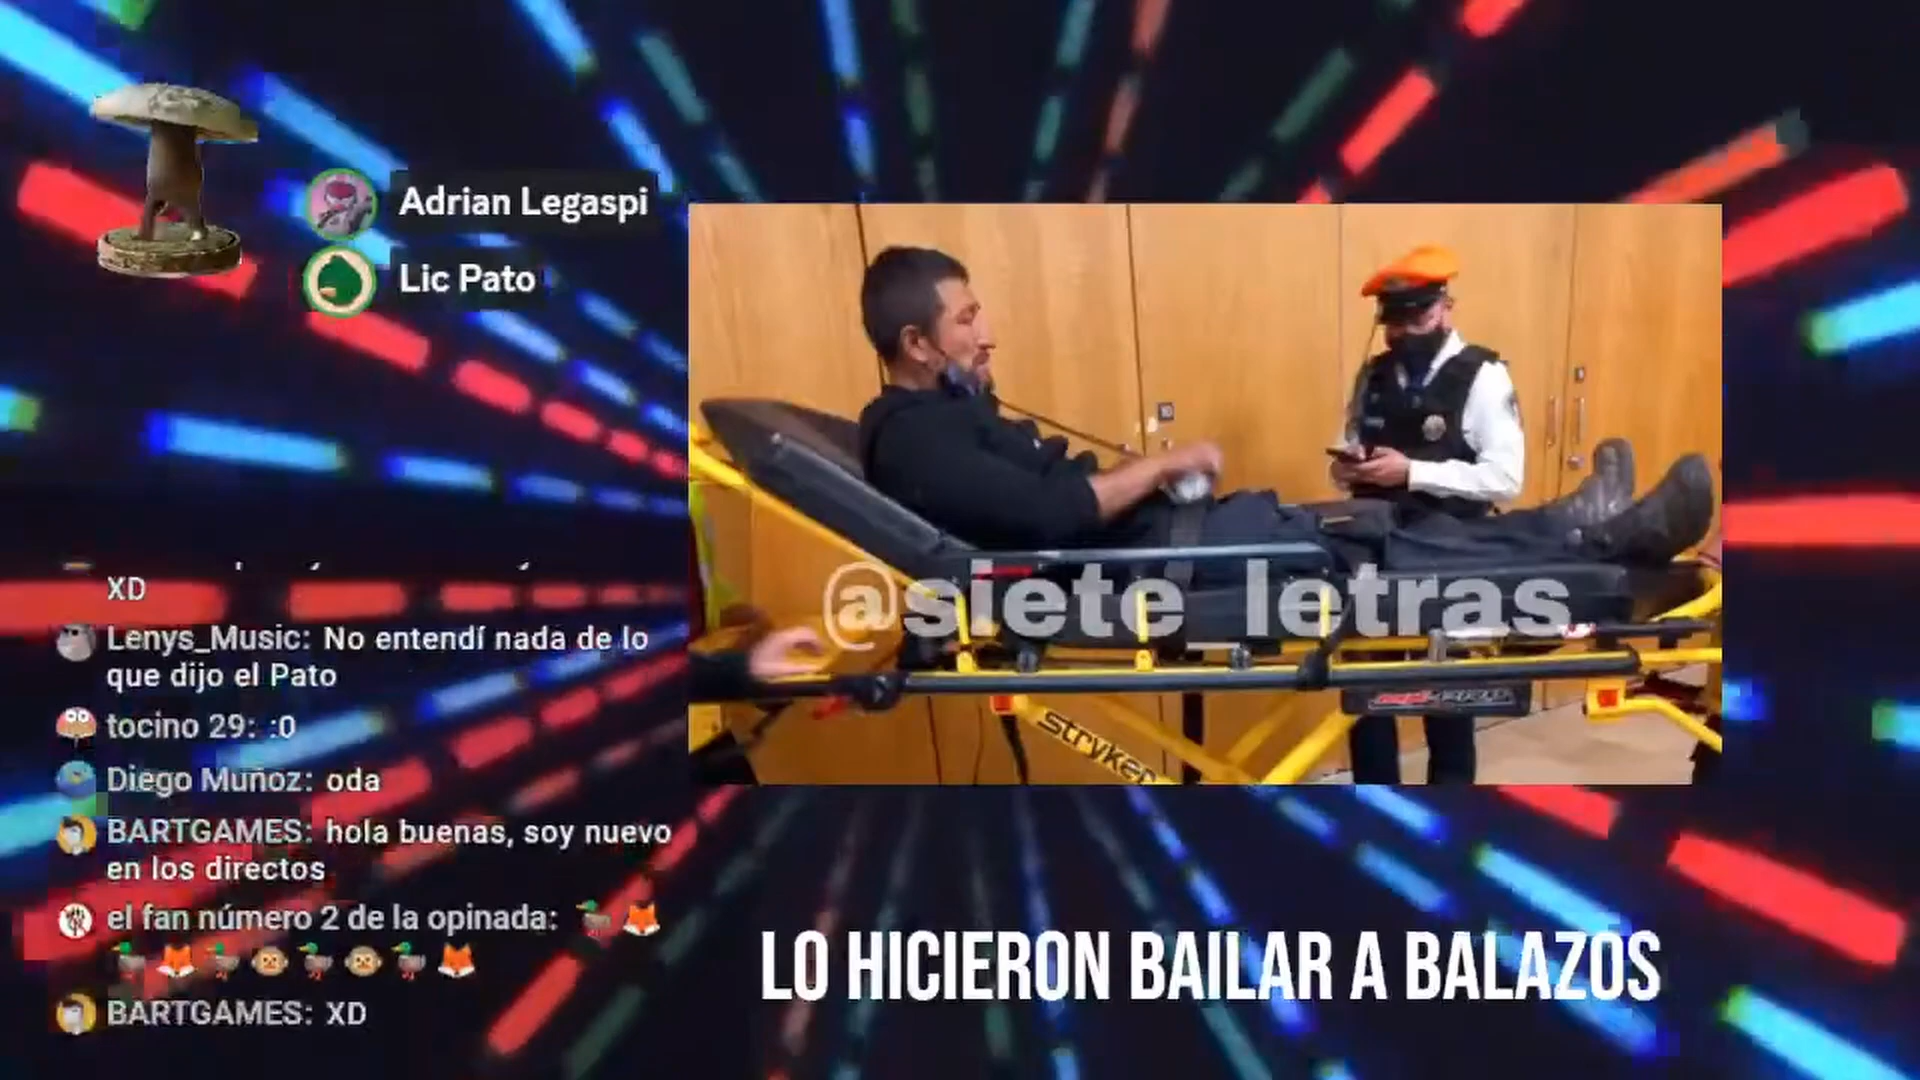 Adrian Legaspi
Lic Pato
XD
Lenys_Music: No entendí nada de lo
que dijo el Pato
tocino 29: :0
Diego Muñoz: oda
BARTGAMES: hola buenas, soy nuevo
en los directos
el fan número 2 de la opinada: 🦆🦊
🦆🦊🦆🐵🦆🐵🦆🦊
BARTGAMES: XD
10
@siete_letras
stryker
LO HICIERON BAILAR A BALAZOS